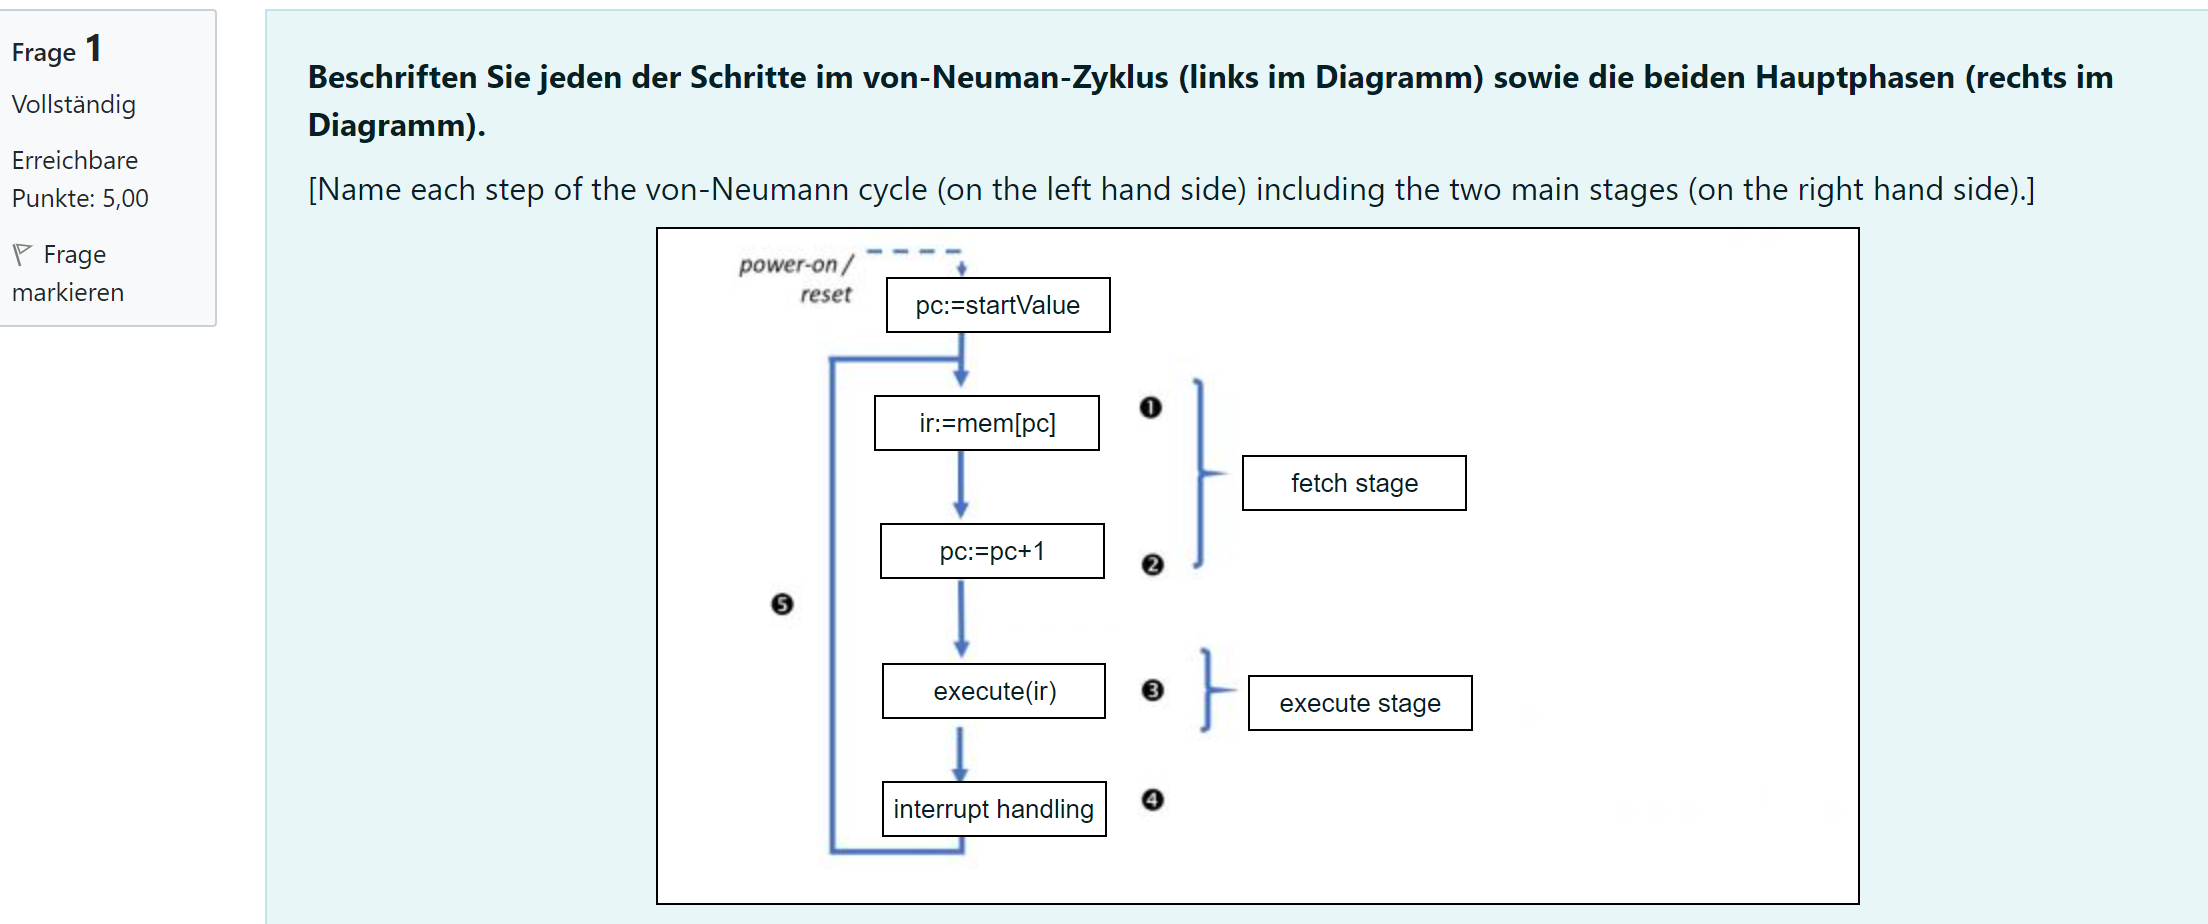 Frage 1
Vollständig
Erreichbare
Punkte: 5,00
Frage
markieren
Beschriften Sie jeden der Schritte im von-Neuman-Zyklus (links im Diagramm) sowie die beiden Hauptphasen (rechts im
Diagramm).
[Name each step of the von-Neumann cycle (on the left hand side) including the two main stages (on the right hand side).]
power-on /
reset
pc:=startValue
ir:=mem[pc]
❶
fetch stage
pc:=pc+1
❷
❺
execute(ir)
❸
execute stage
interrupt handling
❹